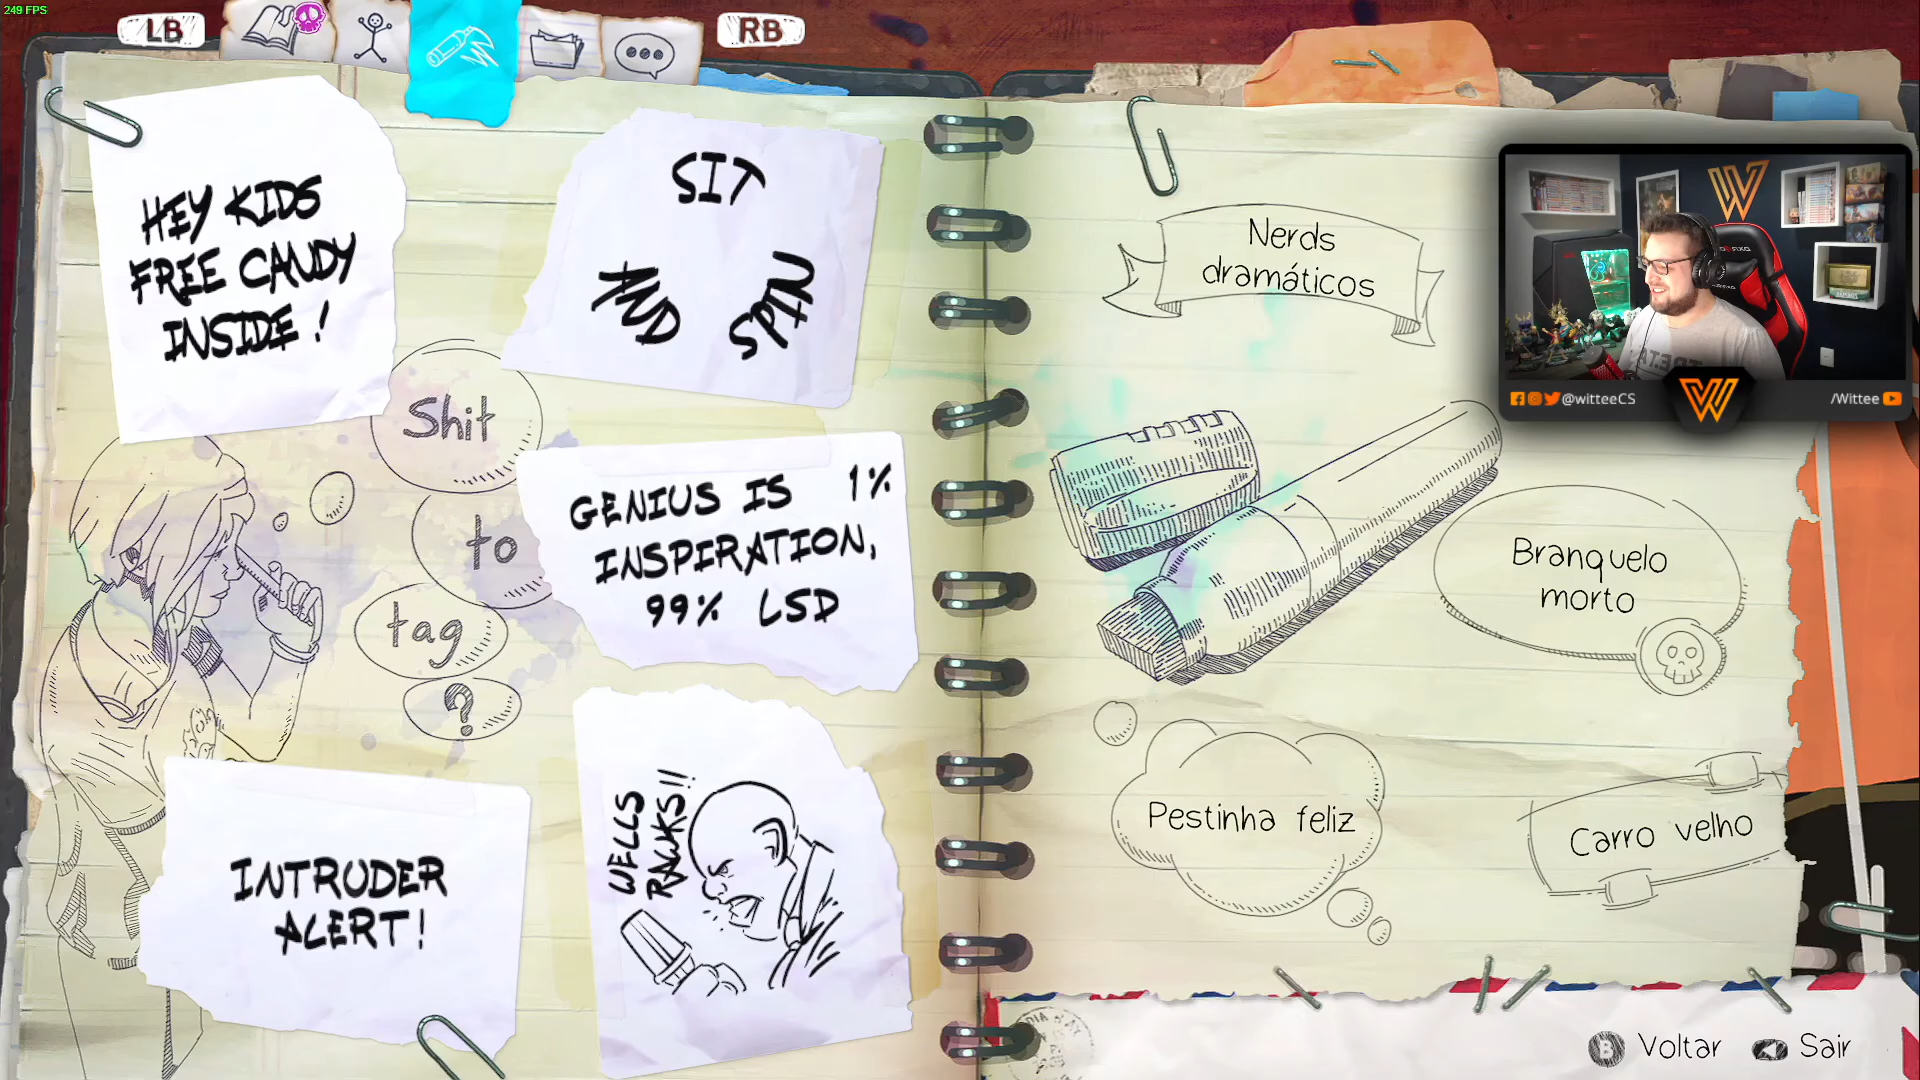 249 FPS
LB
RB
HEY KIDS
FREE CANDY
INSIDE!
SIT
AND
SPIN
Shit
to
tag
?
GENIUS IS 1%
INSPIRATION,
99% LSD
INTRUDER
ALERT!
WELLS
RAWKS!!
Nerds
dramáticos
Branquelo
morto
Pestinha feliz
Carro velho
@witteeCS
/Wittee
B Voltar
Sair